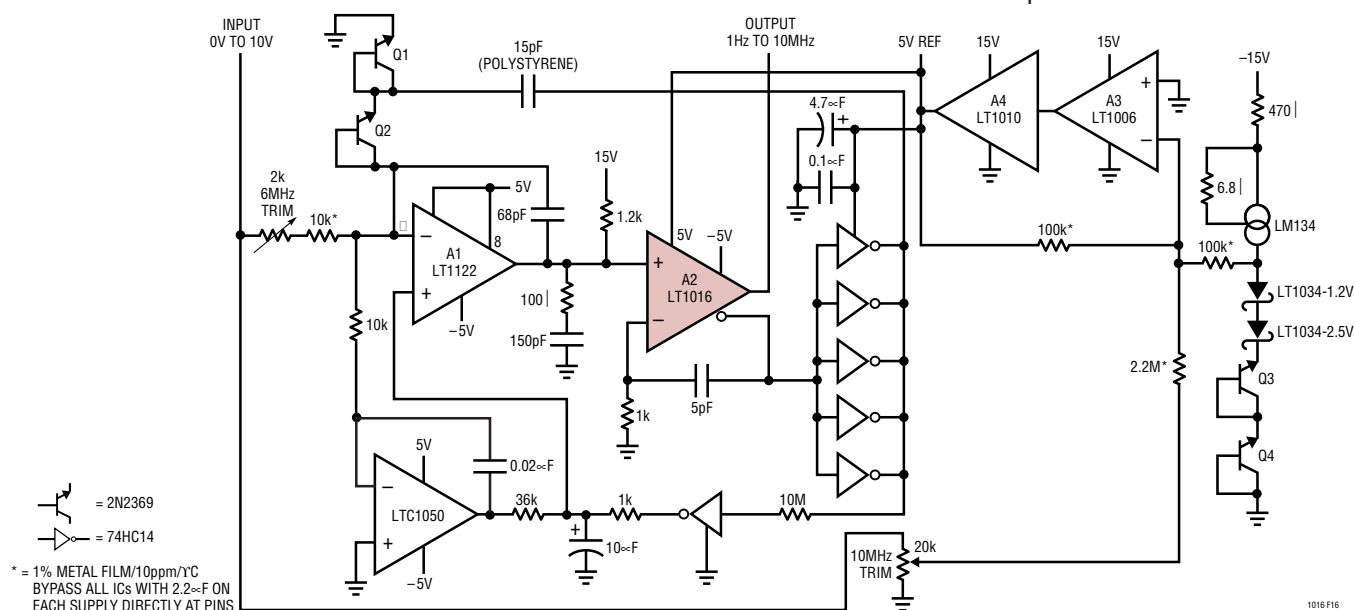 INPUT
0V TO 10V
OUTPUT
1Hz TO 10MHz
15pF
(POLYSTYRENE)
Q1
Q2
5V REF
15V
A4
LT1010
15V
A3
LT1006
+
−
−15V
470|
6.8|
LM134
4.7∝F
+
0.1∝F
2k
6MHz
TRIM
10k*
5V
8
−
A1
LT1122
+
−5V
68pF
15V
1.2k
100|
150pF
5V
−5V
+
A2
LT1016
−
5pF
1k
100k*
100k*
LT1034-1.2V
LT1034-2.5V
2.2M*
Q3
Q4
10k
5V
−
LTC1050
+
−5V
0.02∝F
36k
1k
10M
+
10∝F
10MHz
TRIM
20k
= 2N2369
= 74HC14
* = 1% METAL FILM/10ppm/ϒC
BYPASS ALL ICs WITH 2.2∝F ON
EACH SUPPLY DIRECTLY AT PINS
1016 F16